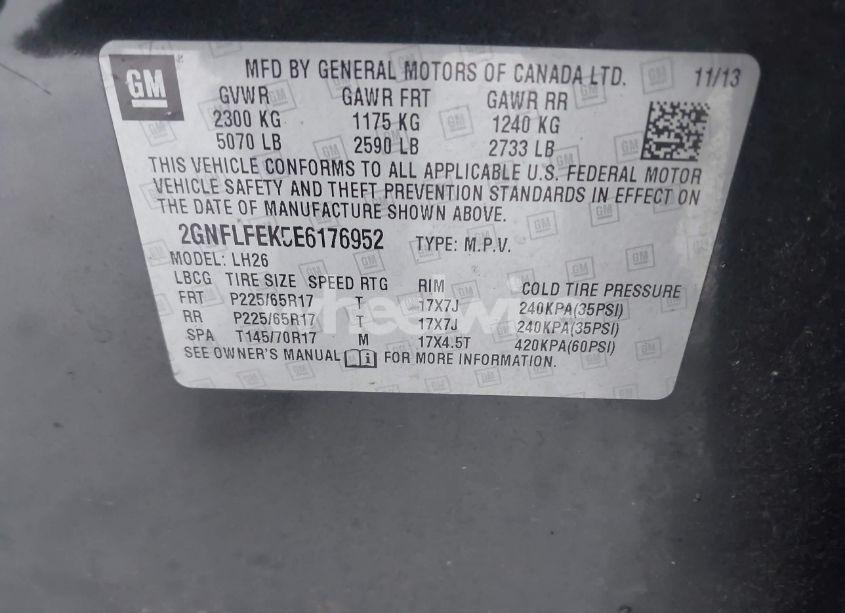 GM
MFD BY GENERAL MOTORS OF CANADA LTD. 11/13
GVWR GAWR FRT GAWR RR
2300 KG 1175 KG 1240 KG
5070 LB 2590 LB 2733 LB
THIS VEHICLE CONFORMS TO ALL APPLICABLE U.S. FEDERAL MOTOR
VEHICLE SAFETY AND THEFT PREVENTION STANDARDS IN EFFECT ON
THE DATE OF MANUFACTURE SHOWN ABOVE.
2GNFLFEK5E6176952 TYPE: M.P.V.
MODEL: LH26
LBCG TIRE SIZE SPEED RTG RIM COLD TIRE PRESSURE
FRT P225/65R17 T 17X7J 240KPA(35PSI)
RR P225/65R17 T 17X7J 240KPA(35PSI)
SPA T145/70R17 M 17X4.5T 420KPA(60PSI)
SEE OWNER'S MANUAL FOR MORE INFORMATION.